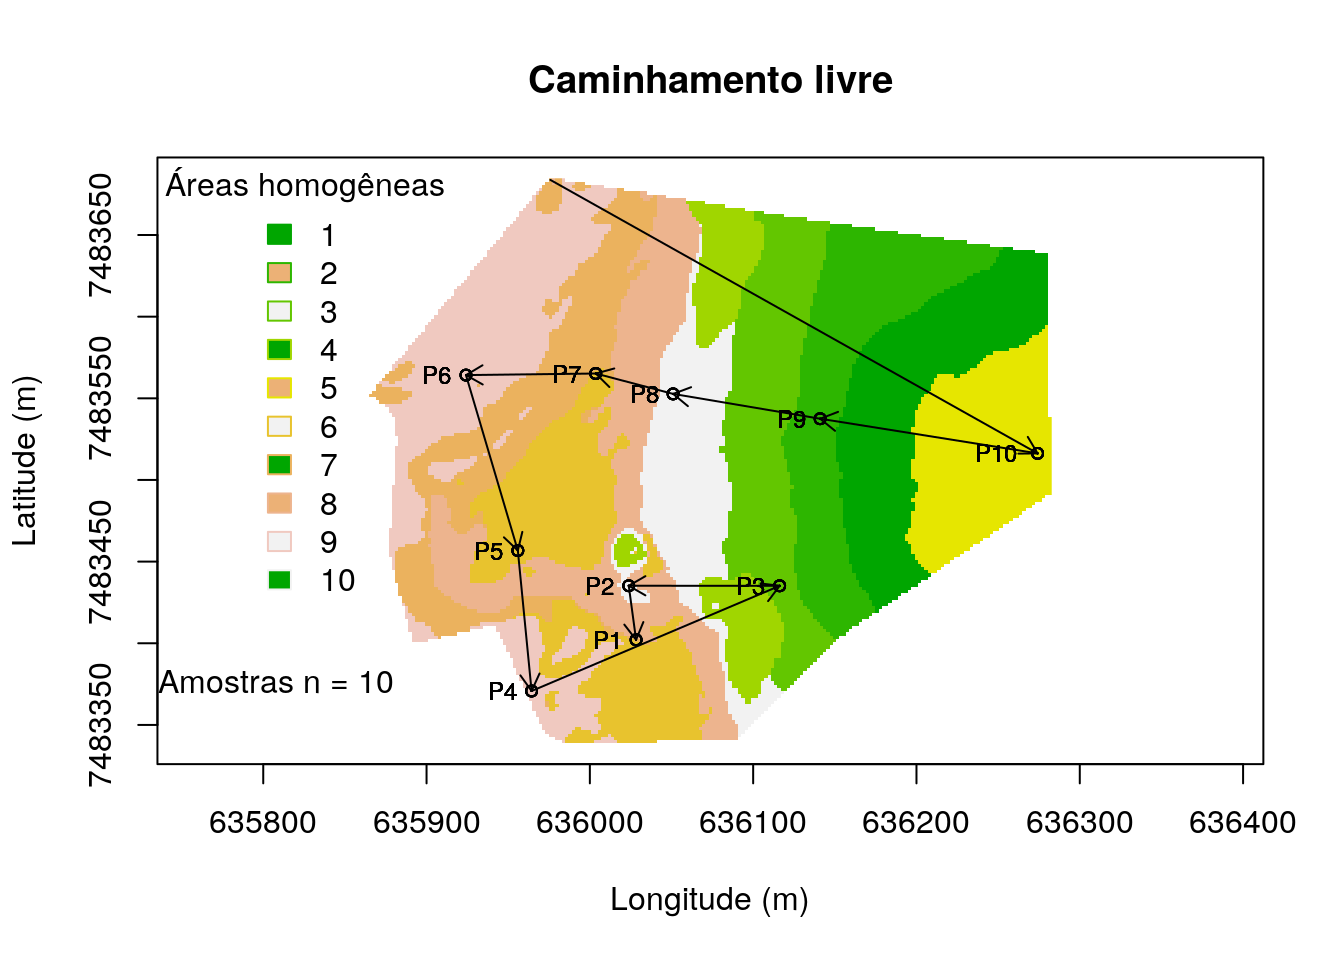 Caminhamento livre
Áreas homogêneas
1
2
3
4
5
6
7
8
9
10
Amostras n = 10
P6
P7
P8
P9
P10
P5
P2
P3
P1
P4
7483650
7483550
7483450
7483350
Latitude (m)
635800 635900 636000 636100 636200 636300 636400
Longitude (m)